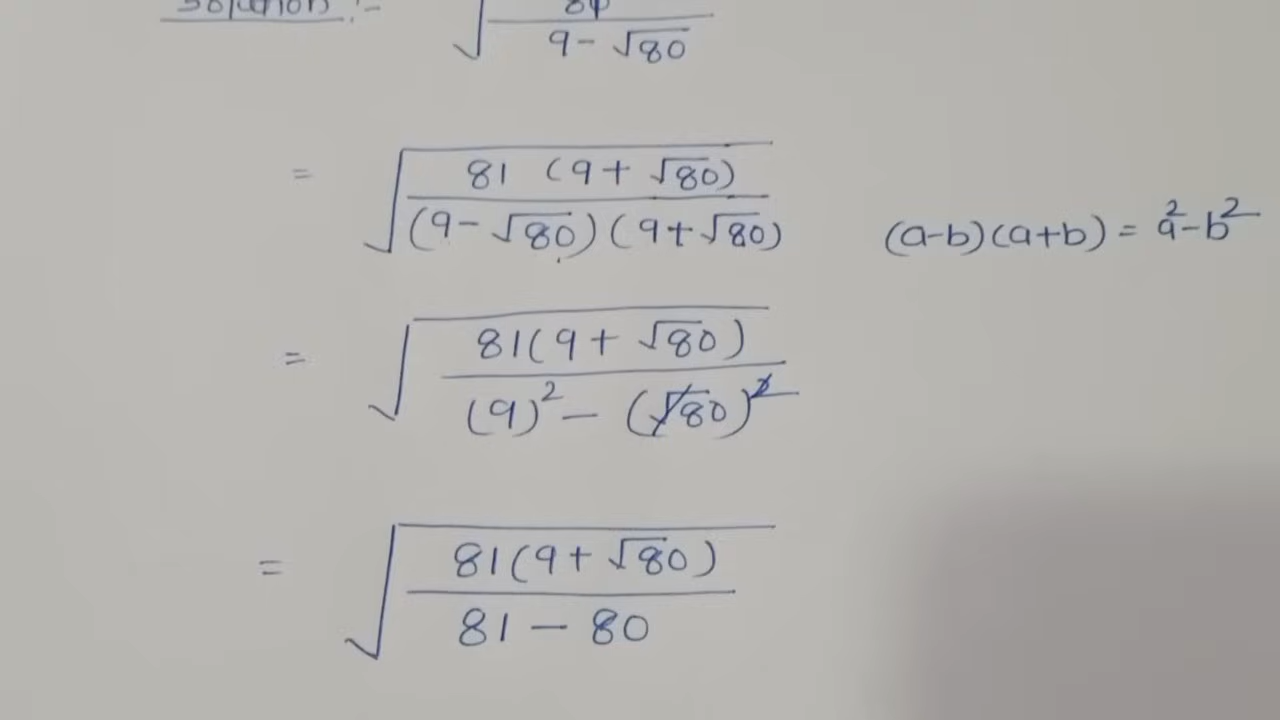 Solution :- √(81 / (9 - √80))
= √(81 (9 + √80) / ((9 - √80) (9 + √80)))
(a-b)(a+b) = a² - b²
= √(81(9 + √80) / ((9)² - (√80)²))
= √(81(9 + √80) / (81 - 80))